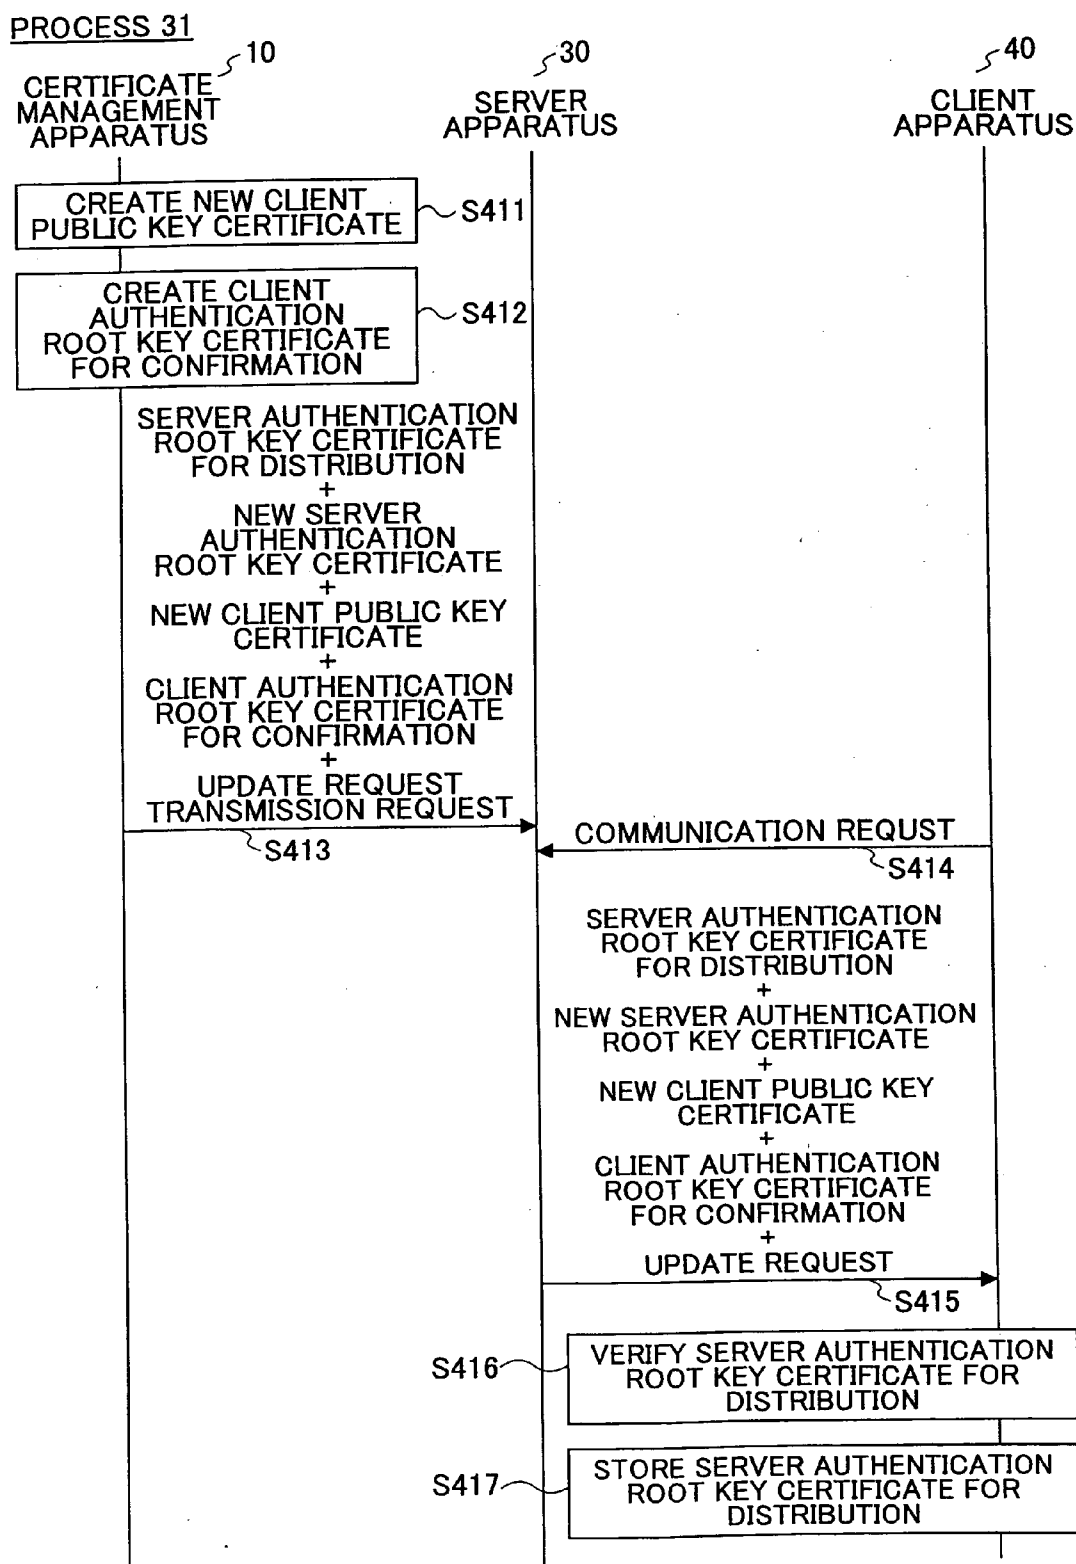 PROCESS 31
10
CERTIFICATE
MANAGEMENT
APPARATUS
30
SERVER
APPARATUS
40
CLIENT
APPARATUS
CREATE NEW CLIENT
PUBLIC KEY CERTIFICATE
S411
CREATE CLIENT
AUTHENTICATION
ROOT KEY CERTIFICATE
FOR CONFIRMATION
S412
SERVER AUTHENTICATION
ROOT KEY CERTIFICATE
FOR DISTRIBUTION
+
NEW SERVER
AUTHENTICATION
ROOT KEY CERTIFICATE
+
NEW CLIENT PUBLIC KEY
CERTIFICATE
+
CLIENT AUTHENTICATION
ROOT KEY CERTIFICATE
FOR CONFIRMATION
+
UPDATE REQUEST
TRANSMISSION REQUEST
S413
COMMUNICATION REQUST
S414
SERVER AUTHENTICATION
ROOT KEY CERTIFICATE
FOR DISTRIBUTION
+
NEW SERVER AUTHENTICATION
ROOT KEY CERTIFICATE
+
NEW CLIENT PUBLIC KEY
CERTIFICATE
+
CLIENT AUTHENTICATION
ROOT KEY CERTIFICATE
FOR CONFIRMATION
+
UPDATE REQUEST
S415
S416
VERIFY SERVER AUTHENTICATION
ROOT KEY CERTIFICATE FOR
DISTRIBUTION
S417
STORE SERVER AUTHENTICATION
ROOT KEY CERTIFICATE FOR
DISTRIBUTION